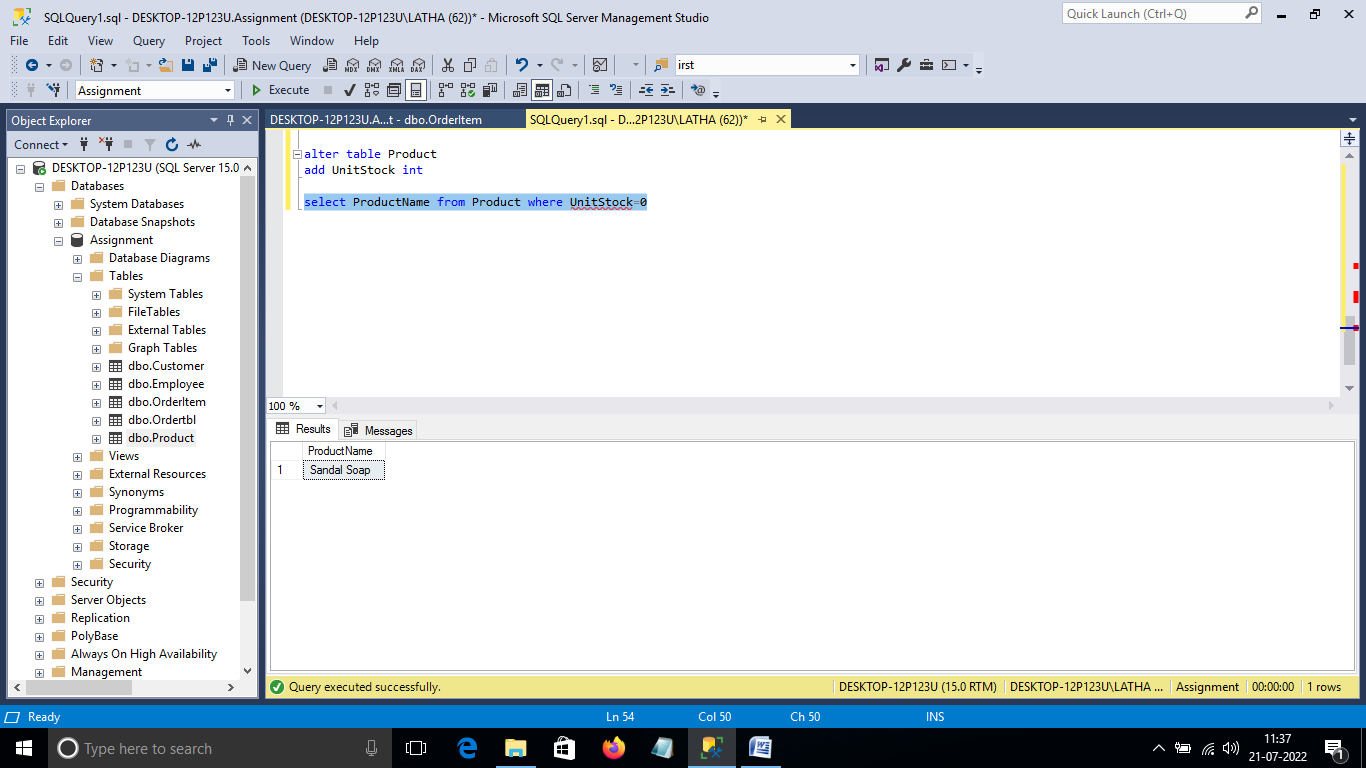 SQLQuery1.sql - DESKTOP-12P123U.Assignment (DESKTOP-12P123U\LATHA (62))* - Microsoft SQL Server Management Studio
Quick Launch (Ctrl+Q)
File Edit View Query Project Tools Window Help
New Query MDX DMX XMLA DAX irst
Assignment Execute
Object Explorer
DESKTOP-12P123U.A...t - dbo.OrderItem SQLQuery1.sql - D...2P123U\LATHA (62))*
Connect
DESKTOP-12P123U (SQL Server 15.0
Databases
System Databases
Database Snapshots
Assignment
Database Diagrams
Tables
System Tables
FileTables
External Tables
Graph Tables
dbo.Customer
dbo.Employee
dbo.OrderItem
dbo.Ordertbl
dbo.Product
Views
External Resources
Synonyms
Programmability
Service Broker
Storage
Security
Security
Server Objects
Replication
PolyBase
Always On High Availability
Management
alter table Product
add UnitStock int
select ProductName from Product where UnitStock=0
100 %
Results Messages
ProductName
1 Sandal Soap
Query executed successfully. DESKTOP-12P123U (15.0 RTM) DESKTOP-12P123U\LATHA ... Assignment 00:00:00 1 rows
Ready Ln 54 Col 50 Ch 50 INS
Type here to search
11:37
21-07-2022
1